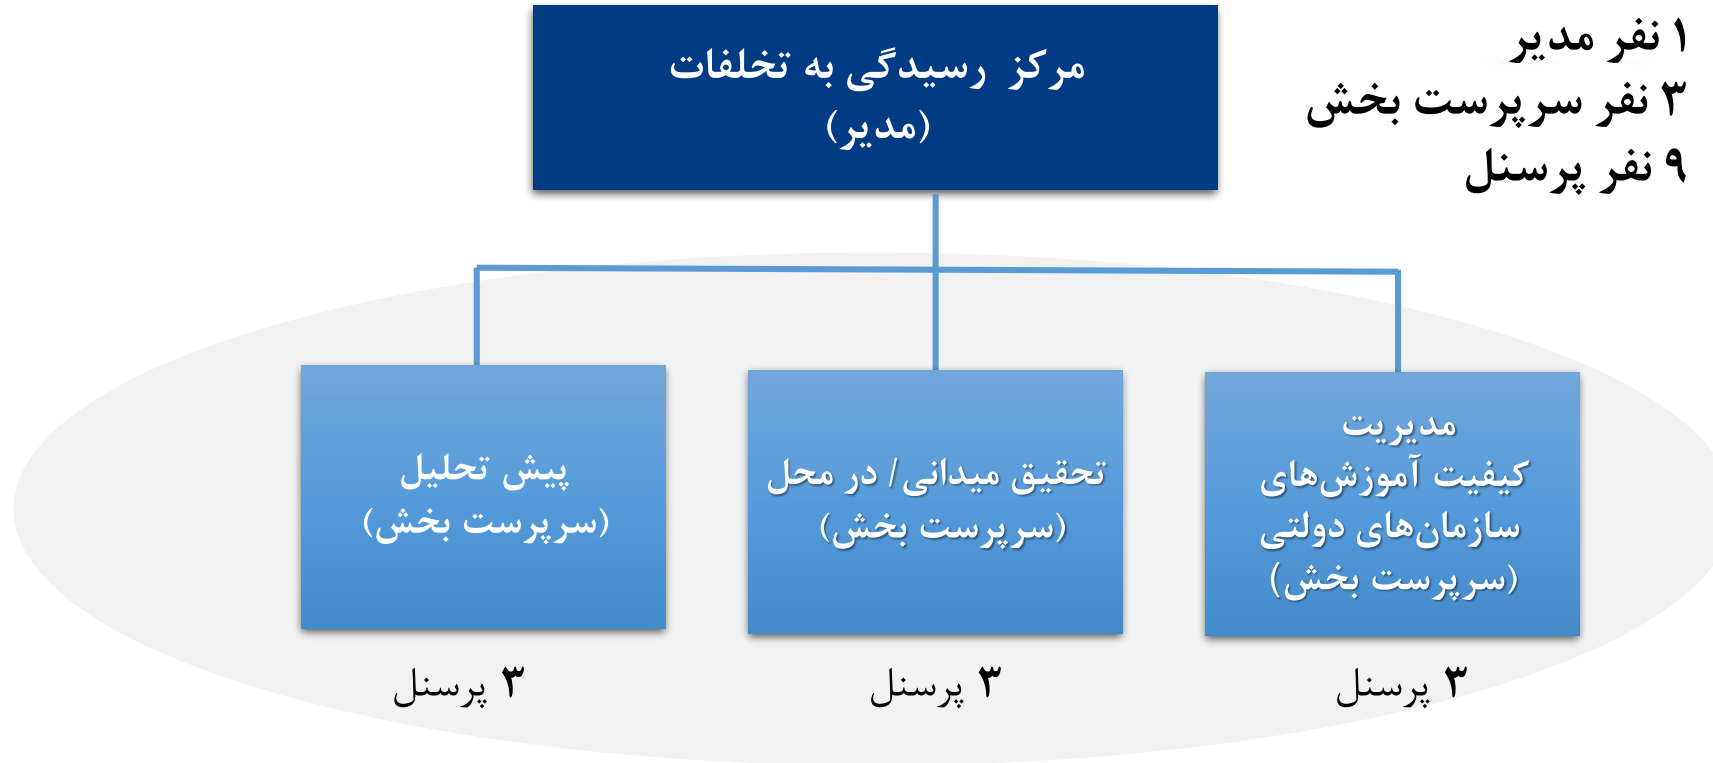 مرکز رسیدگی به تخلفات
(مدیر)
۱ نفر مدیر
۳ نفر سرپرست بخش
۹ نفر پرسنل
مدیریت
کیفیت آموزش‌های
سازمان‌های دولتی
(سرپرست بخش)
تحقیق میدانی/ در محل
(سرپرست بخش)
پیش تحلیل
(سرپرست بخش)
۳ پرسنل
۳ پرسنل
۳ پرسنل